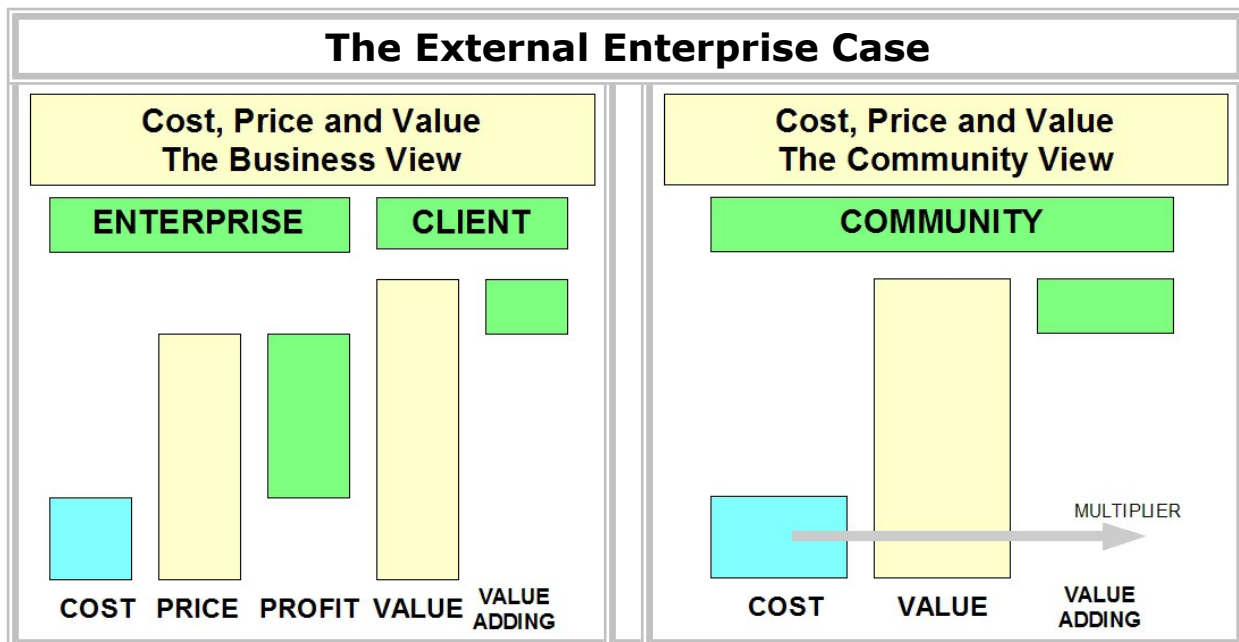 The External Enterprise Case
Cost, Price and Value
The Business View
ENTERPRISE
CLIENT
COST
PRICE
PROFIT
VALUE
VALUE
ADDING
Cost, Price and Value
The Community View
COMMUNITY
MULTIPLIER
COST
VALUE
VALUE
ADDING